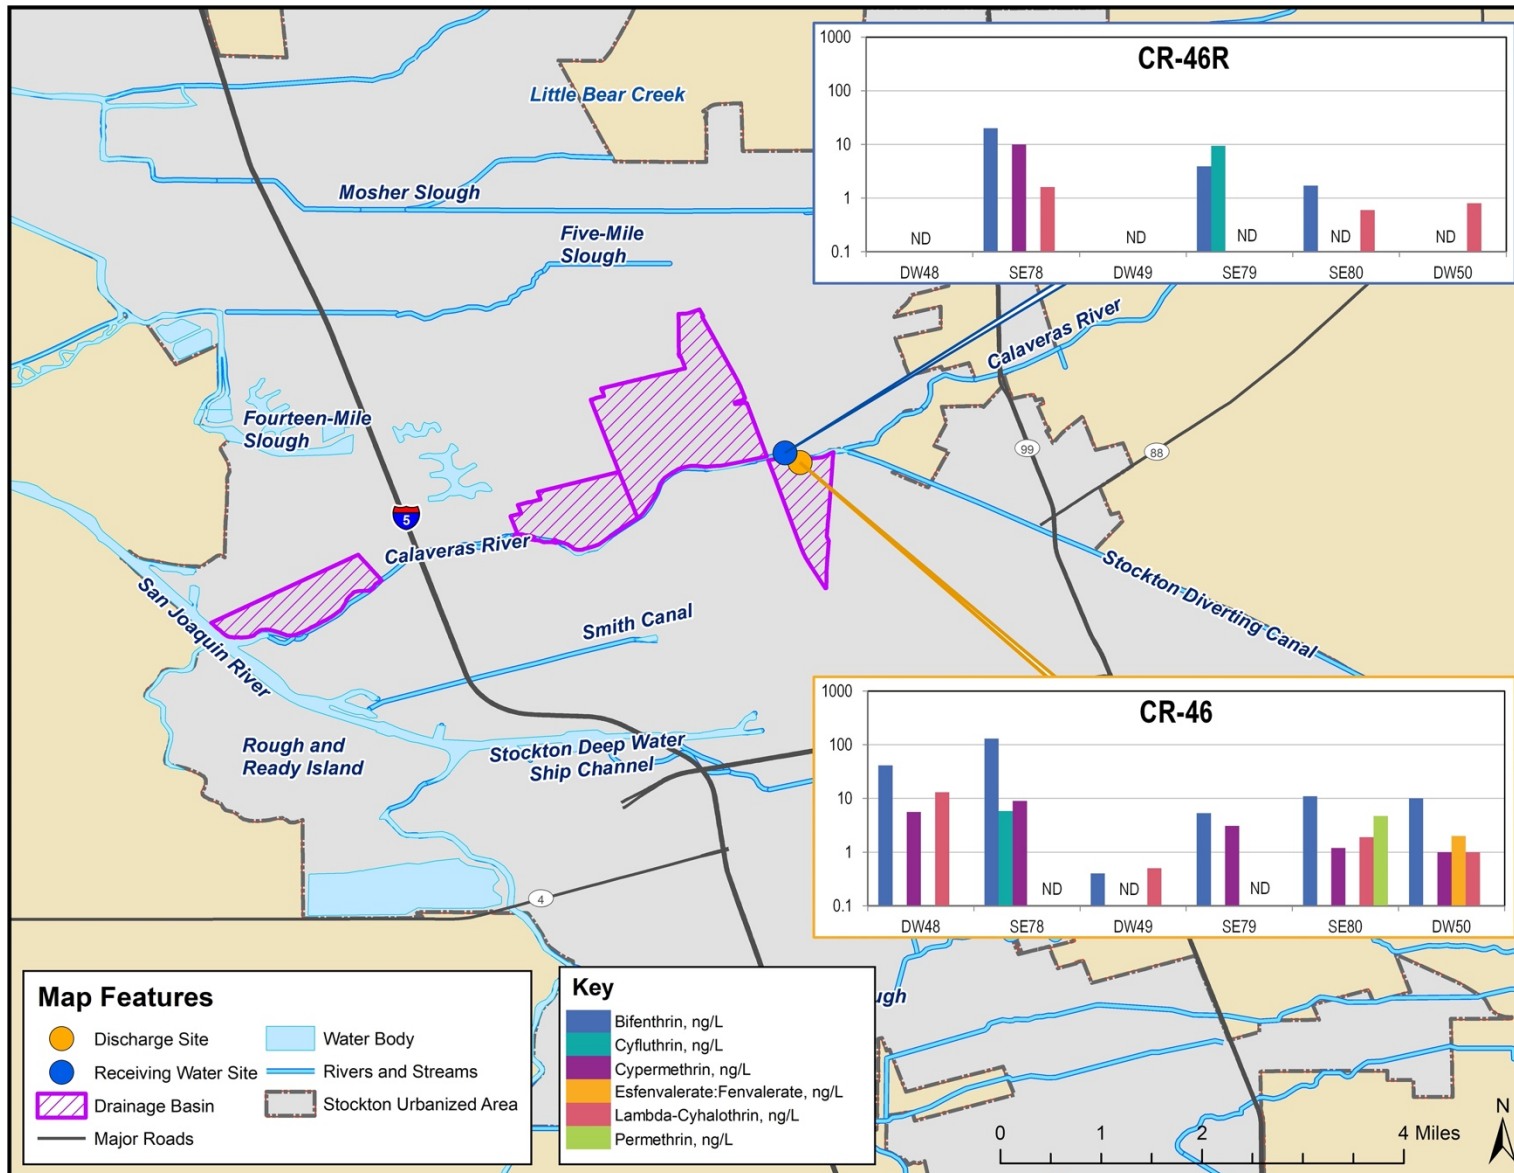 Little Bear Creek
Mosher Slough
Five-Mile
Slough
Fourteen-Mile
Slough
Calaveras River
Calaveras River
San Joaquin River
Smith Canal
Stockton Diverting Canal
Rough and
Ready Island
Stockton Deep Water
Ship Channel
5
99
88
4
CR-46R
1000
100
10
1
0.1
ND
ND
ND
ND
ND
DW48
SE78
DW49
SE79
SE80
DW50
CR-46
1000
100
10
1
0.1
ND
ND
ND
DW48
SE78
DW49
SE79
SE80
DW50
Map Features
Discharge Site
Receiving Water Site
Drainage Basin
Major Roads
Water Body
Rivers and Streams
Stockton Urbanized Area
Key
Bifenthrin, ng/L
Cyfluthrin, ng/L
Cypermethrin, ng/L
Esfenvalerate:Fenvalerate, ng/L
Lambda-Cyhalothrin, ng/L
Permethrin, ng/L
0 1 2 4 Miles
N